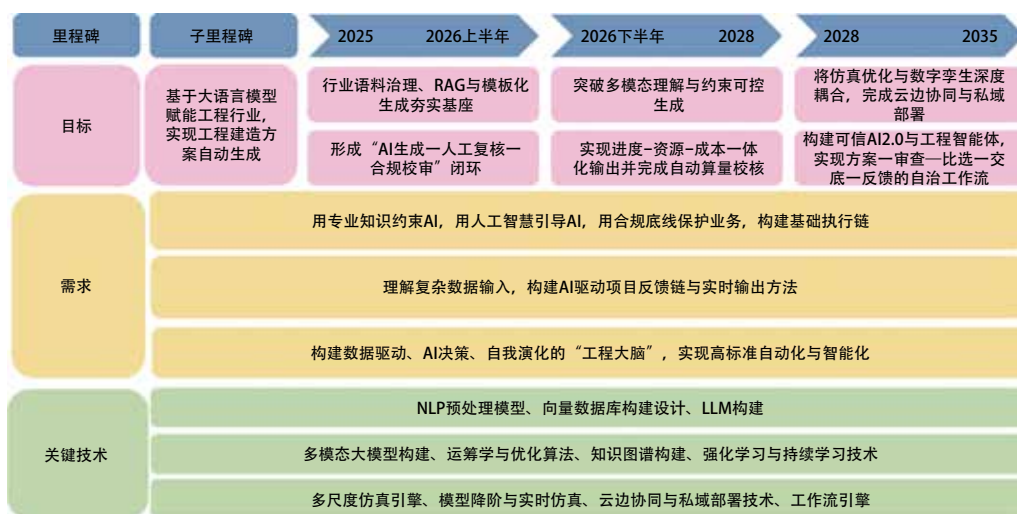 里程碑
子里程碑
2025
2026上半年
2026下半年
2028
2028
2035
目标
基于大语言模型
赋能工程行业，
实现工程建造方
案自动生成
行业语料治理、RAG与模板化
生成夯实基座
突破多模态理解与约束可控
生成
将仿真优化与数字孪生深度
耦合，完成云边协同与私域
部署
形成“AI生成一人工复核一
合规校审”闭环
实现进度-资源-成本一体
化输出并完成自动算量校核
构建可信AI2.0与工程智能体，
实现方案一审查—比选一交
底一反馈的自治工作流
需求
用专业知识约束AI，用人工智慧引导AI，用合规底线保护业务，构建基础执行链
理解复杂数据输入，构建AI驱动项目反馈链与实时输出方法
构建数据驱动、AI决策、自我演化的“工程大脑”，实现高标准自动化与智能化
关键技术
NLP预处理模型、向量数据库构建设计、LLM构建
多模态大模型构建、运筹学与优化算法、知识图谱构建、强化学习与持续学习技术
多尺度仿真引擎、模型降阶与实时仿真、云边协同与私域部署技术、工作流引擎